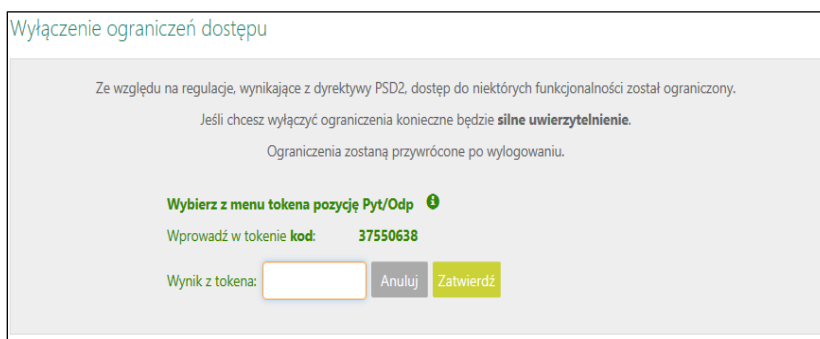 Wyłączenie ograniczeń dostępu
Ze względu na regulacje, wynikające z dyrektywy PSD2, dostęp do niektórych funkcjonalności został ograniczony.
Jeśli chcesz wyłączyć ograniczenia konieczne będzie silne uwierzytelnienie.
Ograniczenia zostaną przywrócone po wylogowaniu.
Wybierz z menu tokena pozycję Pyt/Odp
Wprowadź w tokenie kod: 37550638
Wynik z tokena: Anuluj Zatwierdź